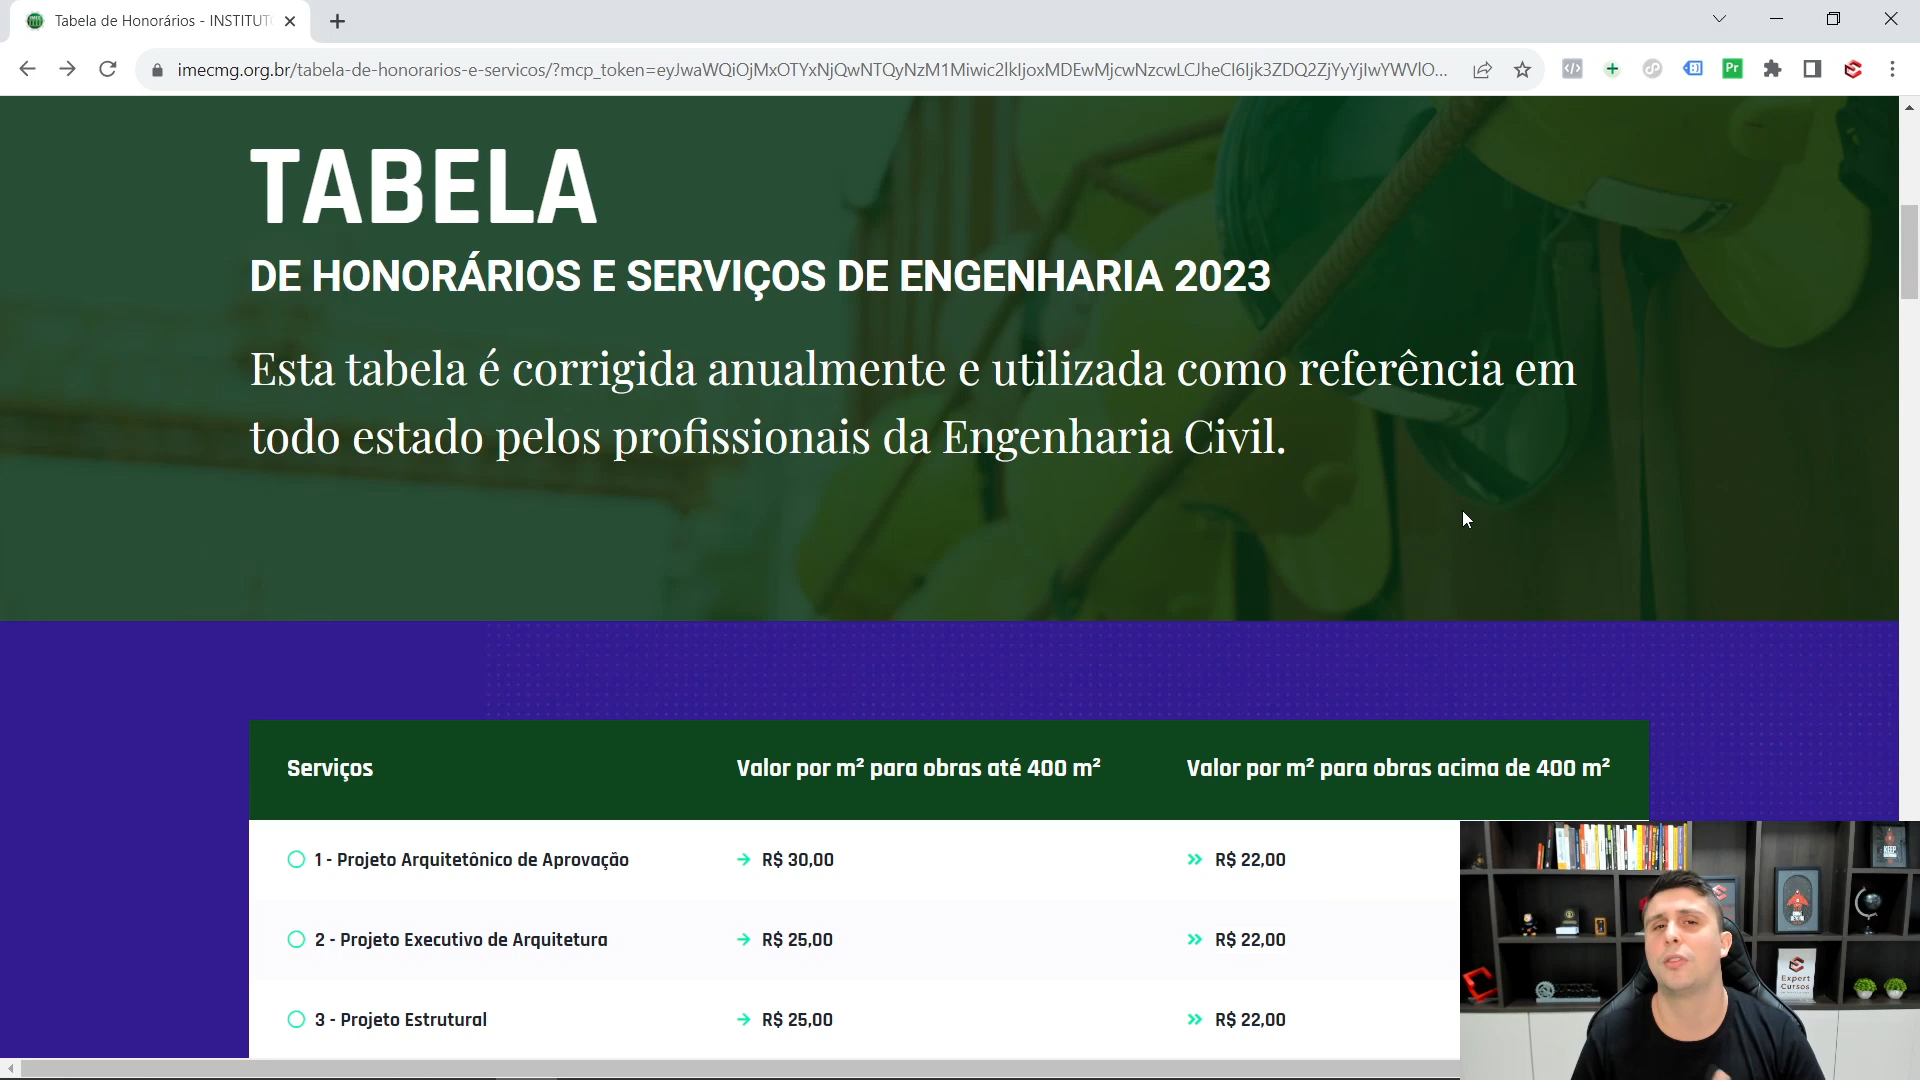 Tabela de Honorários - INSTITUT
imecmg.org.br/tabela-de-honorarios-e-servicos/?mcp_token=eyJwaWQiOjMxOTYxNjQwNTQyNzM1Miwic2lkIjoxMDEwMjcwNzcwLCJheCI6Ijk3ZDQ2ZjYyYjIwYWVlO...
Pr
TABELA
DE HONORÁRIOS E SERVIÇOS DE ENGENHARIA 2023
Esta tabela é corrigida anualmente e utilizada como referência em
todo estado pelos profissionais da Engenharia Civil.
Serviços Valor por m² para obras até 400 m² Valor por m² para obras acima de 400 m²
1 - Projeto Arquitetônico de Aprovação R$ 30,00 R$ 22,00
2 - Projeto Executivo de Arquitetura R$ 25,00 R$ 22,00
3 - Projeto Estrutural R$ 25,00 R$ 22,00
KEEP
Expert
Cursos